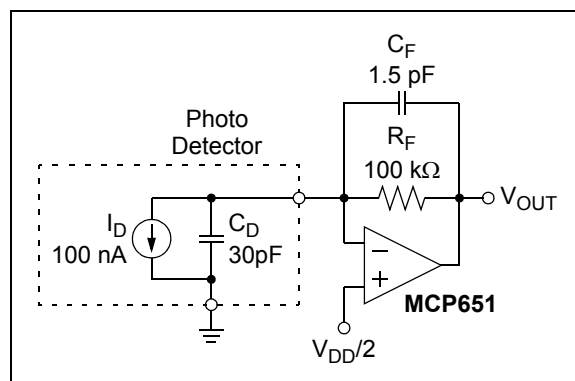 C_F
1.5 pF
Photo
Detector
R_F
100 kΩ
I_D
100 nA
C_D
30pF
V_OUT
−
+
MCP651
V_DD/2